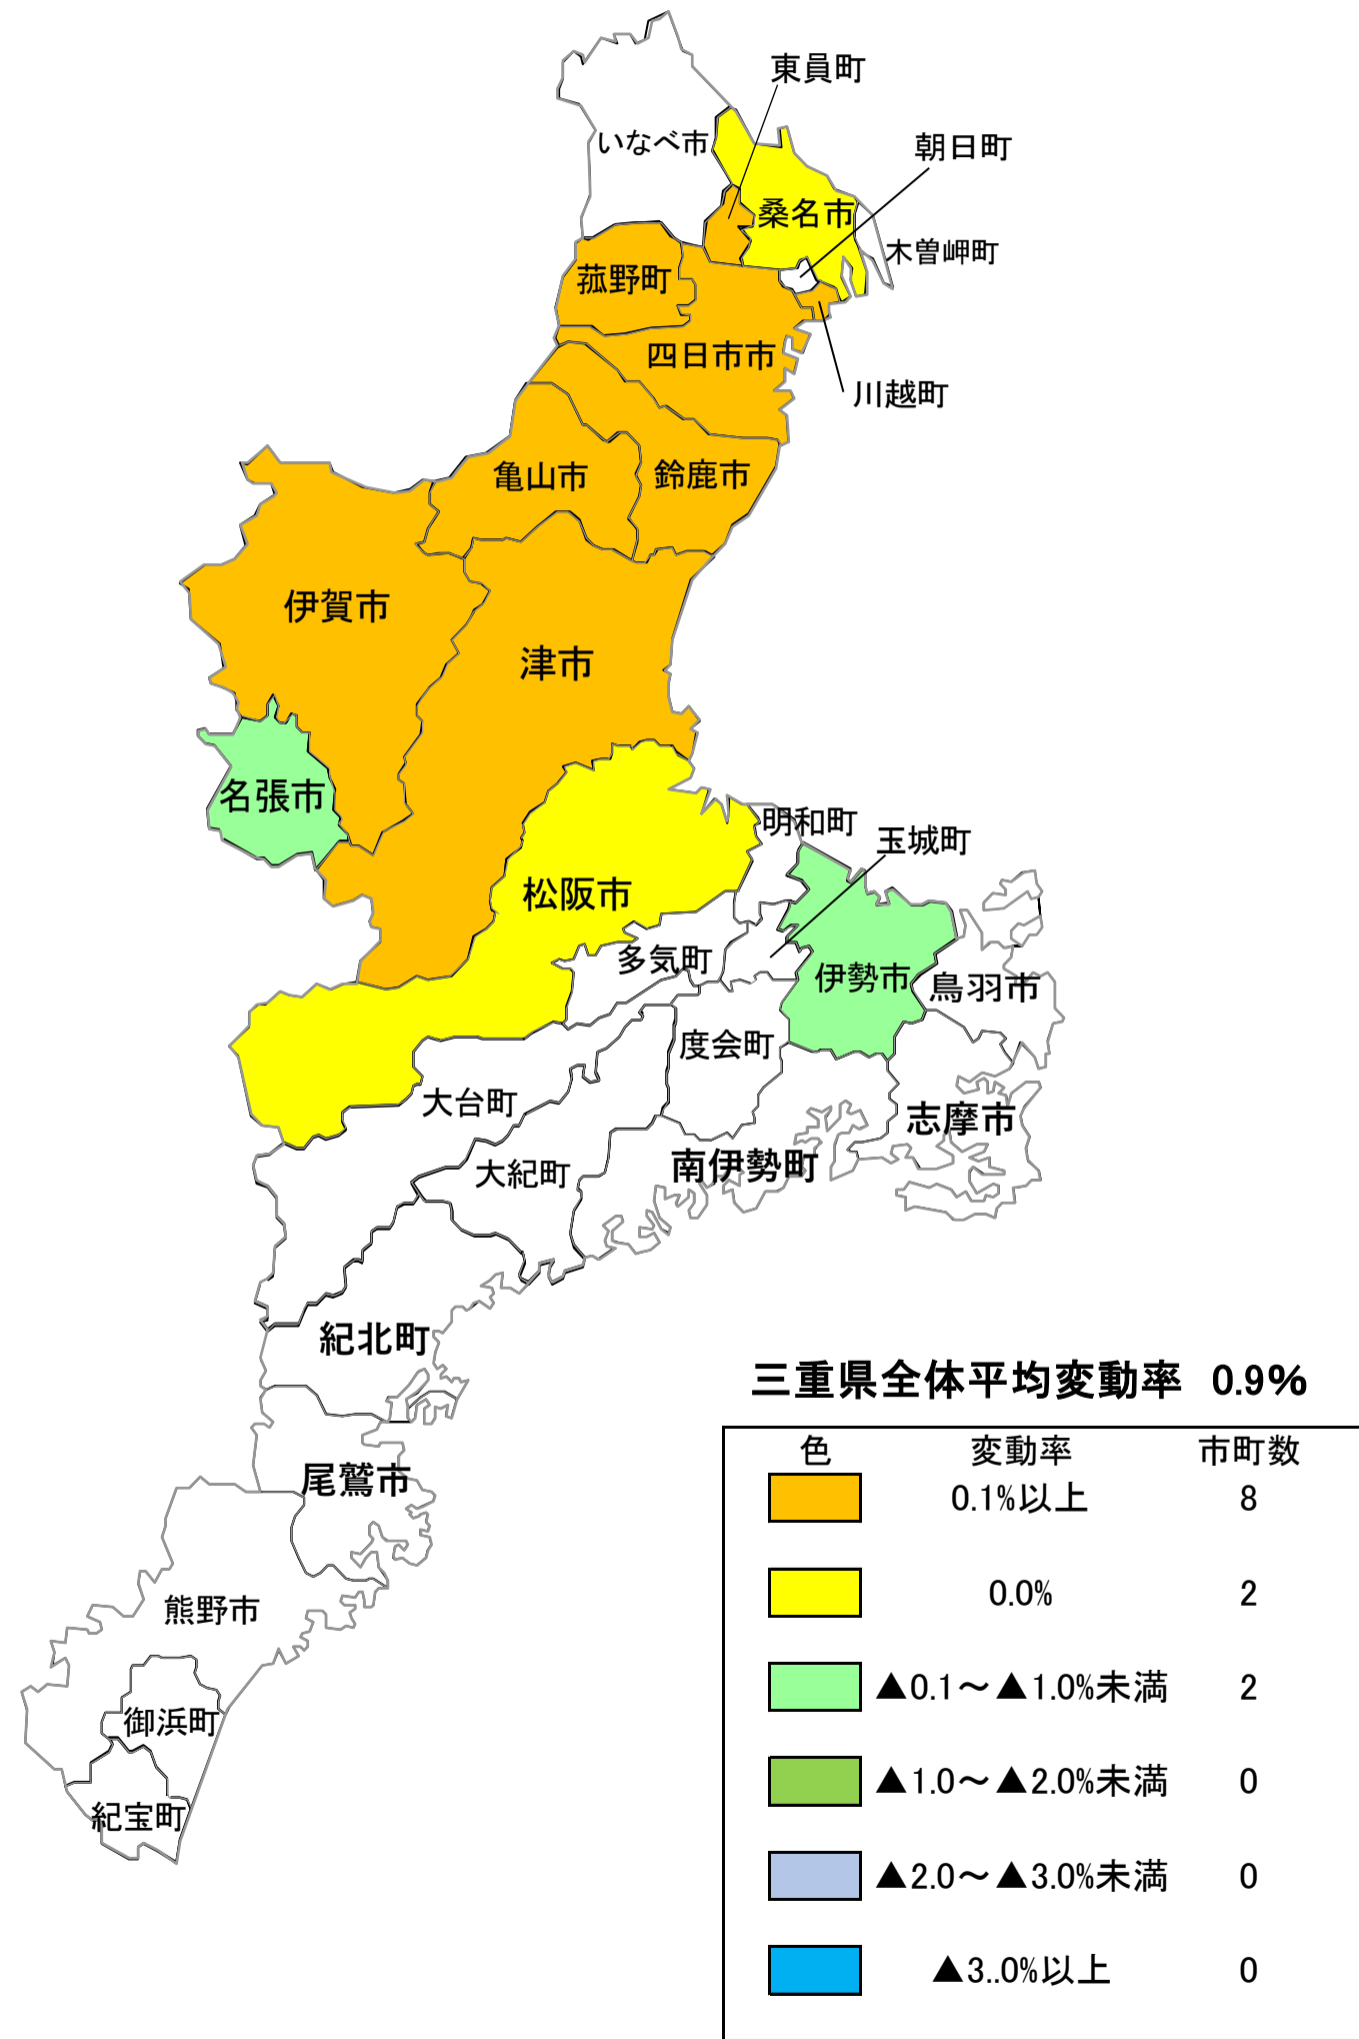 東員町
いなべ市
朝日町
桑名市
木曽岬町
菰野町
四日市市
川越町
亀山市
鈴鹿市
伊賀市
津市
名張市
明和町
玉城町
松阪市
多気町
伊勢市
鳥羽市
度会町
大台町
志摩市
大紀町
南伊勢町
紀北町
尾鷲市
熊野市
御浜町
紀宝町
三重県全体平均変動率 0.9%
色 変動率 市町数
0.1%以上 8
0.0% 2
▲0.1～▲1.0%未満 2
▲1.0～▲2.0%未満 0
▲2.0～▲3.0%未満 0
▲3..0%以上 0